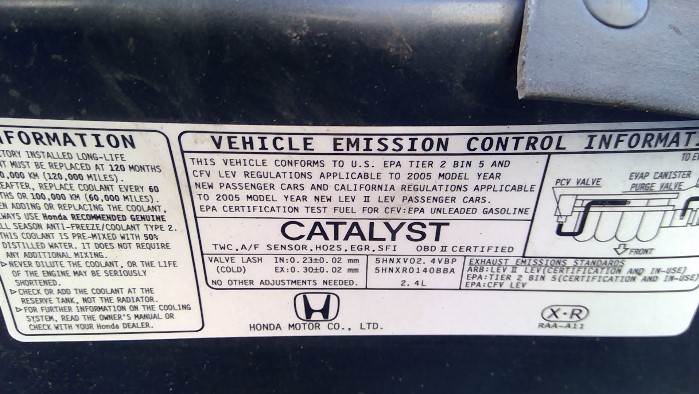 INFORMATION
FACTORY INSTALLED LONG-LIFE
MUST BE REPLACED AT 120 MONTHS
KM (120,000 MILES).
REPLACE COOLANT EVERY 60
OR 100,000 KM (60,000 MILES).
ADDING OR REPLACING THE COOLANT,
ALWAYS USE Honda RECOMMENDED GENUINE
ALL SEASON ANTI-FREEZE/COOLANT TYPE 2.
THIS COOLANT IS PRE-MIXED WITH 50%
DISTILLED WATER. IT DOES NOT REQUIRE
ANY ADDITIONAL MIXING.
▷NEVER DILUTE THE COOLANT, OR THE LIFE
OF THE ENGINE MAY BE SERIOUSLY
SHORTENED.
▷CHECK OR ADD THE COOLANT AT THE
RESERVE TANK, NOT THE RADIATOR.
▷FOR FURTHER INFORMATION ON THE COOLING
SYSTEM, READ THE OWNER'S MANUAL OR
CHECK WITH YOUR Honda DEALER.
VEHICLE EMISSION CONTROL INFORMATI
THIS VEHICLE CONFORMS TO U.S. EPA TIER 2 BIN 5 AND
CFV LEV REGULATIONS APPLICABLE TO 2005 MODEL YEAR
NEW PASSENGER CARS AND CALIFORNIA REGULATIONS APPLICABLE
TO 2005 MODEL YEAR NEW LEV II LEV PASSENGER CARS.
EPA CERTIFICATION TEST FUEL FOR CFV:EPA UNLEADED GASOLINE
CATALYST
TWC,A/F SENSOR,HO2S,EGR,SFI OBD II CERTIFIED
VALVE LASH IN:0.23±0.02 mm
(COLD) EX:0.30±0.02 mm
NO OTHER ADJUSTMENTS NEEDED.
5HNXV02.4VBP
5HNXR0140BBA
2.4L
EXHAUST EMISSIONS STANDARDS
ARB:LEV II LEV(CERTIFICATION AND IN-USE)
EPA:TIER 2 BIN 5(CERTIFICATION AND IN-USE)
EPA:CFV LEV
HONDA MOTOR CO., LTD.
X-R
RAA-A11
TO
PCV VALVE
EVAP CANISTER
PURGE VALVE
FRONT